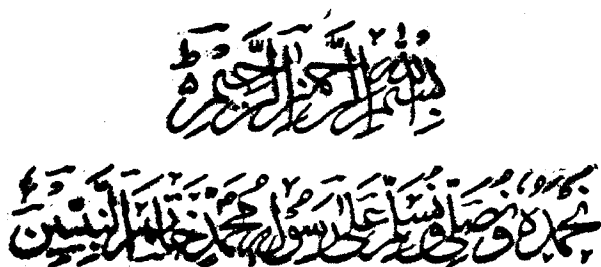 بسم الله الرحمن الرحيم ط
نحمده ونصلي ونسلم على رسوله محمد خاتم النبيين